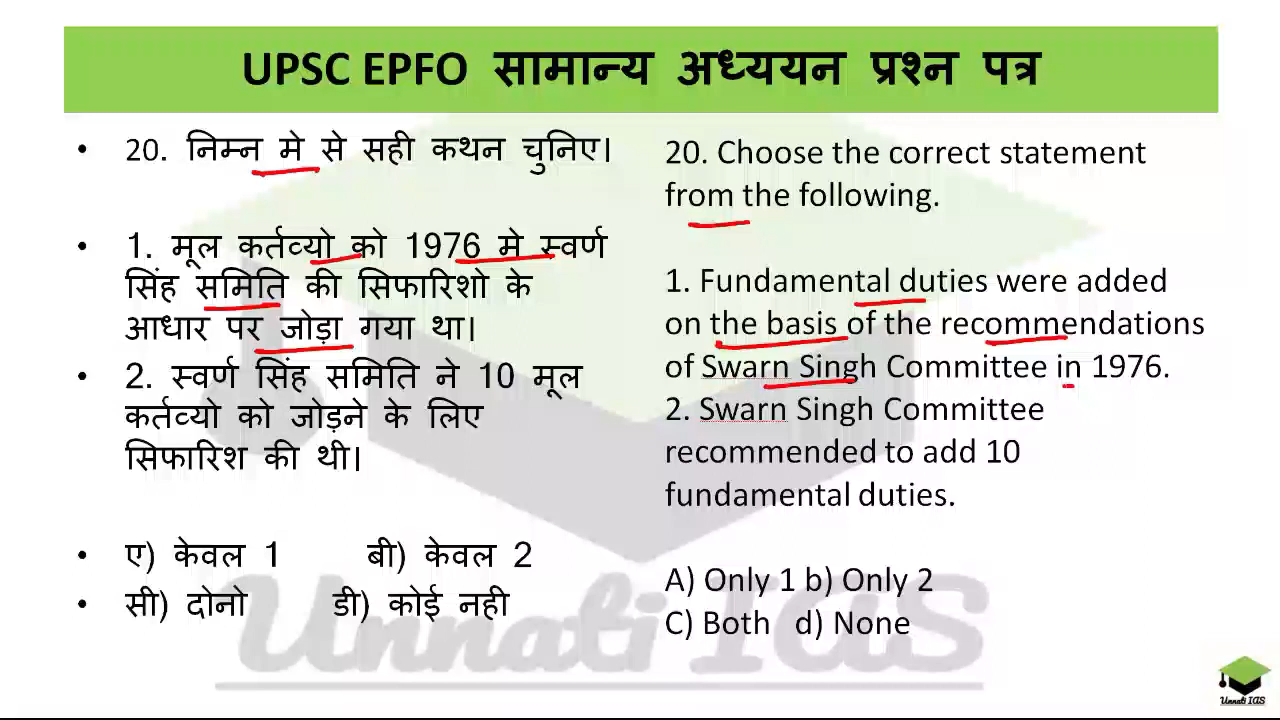 UPSC EPFO सामान्य अध्ययन प्रश्न पत्र
• 20. निम्न मे से सही कथन चुनिए।
• 1. मूल कर्तव्यो को 1976 मे स्वर्ण
सिंह समिति की सिफारिशो के
आधार पर जोड़ा गया था।
• 2. स्वर्ण सिंह समिति ने 10 मूल
कर्तव्यो को जोड़ने के लिए
सिफारिश की थी।
• ए) केवल 1 बी) केवल 2
• सी) दोनो डी) कोई नही
20. Choose the correct statement
from the following.
1. Fundamental duties were added
on the basis of the recommendations
of Swarn Singh Committee in 1976.
2. Swarn Singh Committee
recommended to add 10
fundamental duties.
A) Only 1 b) Only 2
C) Both d) None
Unnati IAS
Unnati IAS